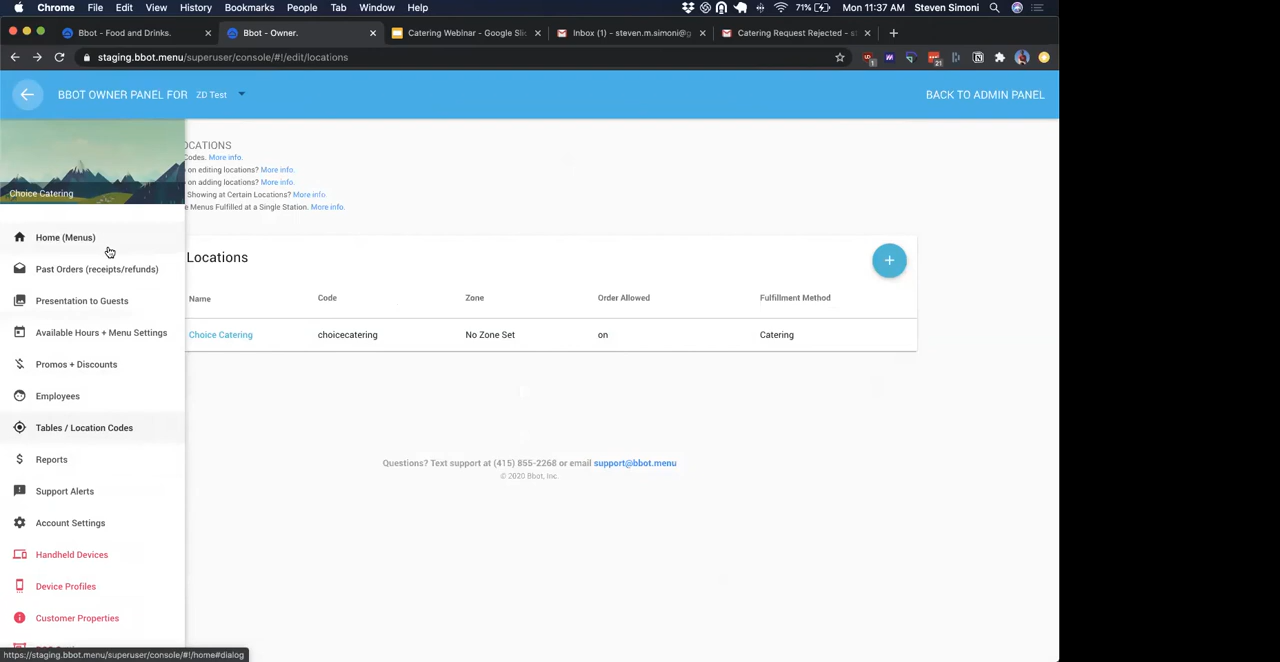 Chrome File Edit View History Bookmarks People Tab Window Help 71% Mon 11:37 AM Steven Simoni
Bbot - Food and Drinks. Bbot - Owner. Catering Webinar - Google Slic Inbox (1) - steven.m.simoni@g Catering Request Rejected - s
staging.bbot.menu/superuser/console/#!/edit/locations
BBOT OWNER PANEL FOR ZD Test BACK TO ADMIN PANEL
OCATIONS
Codes. More info.
on editing locations? More info.
on adding locations? More info.
Showing at Certain Locations? More info.
e Menus Fulfilled at a Single Station. More info.
Choice Catering
Home (Menus)
Past Orders (receipts/refunds)
Presentation to Guests
Available Hours + Menu Settings
Promos + Discounts
Employees
Tables / Location Codes
Reports
Support Alerts
Account Settings
Handheld Devices
Device Profiles
Customer Properties
Locations
Name Code Zone Order Allowed Fulfillment Method
Choice Catering choicecatering No Zone Set on Catering
Questions? Text support at (415) 855-2268 or email support@bbot.menu
© 2020 Bbot, Inc.
https://staging.bbot.menu/superuser/console/#!/home#dialog